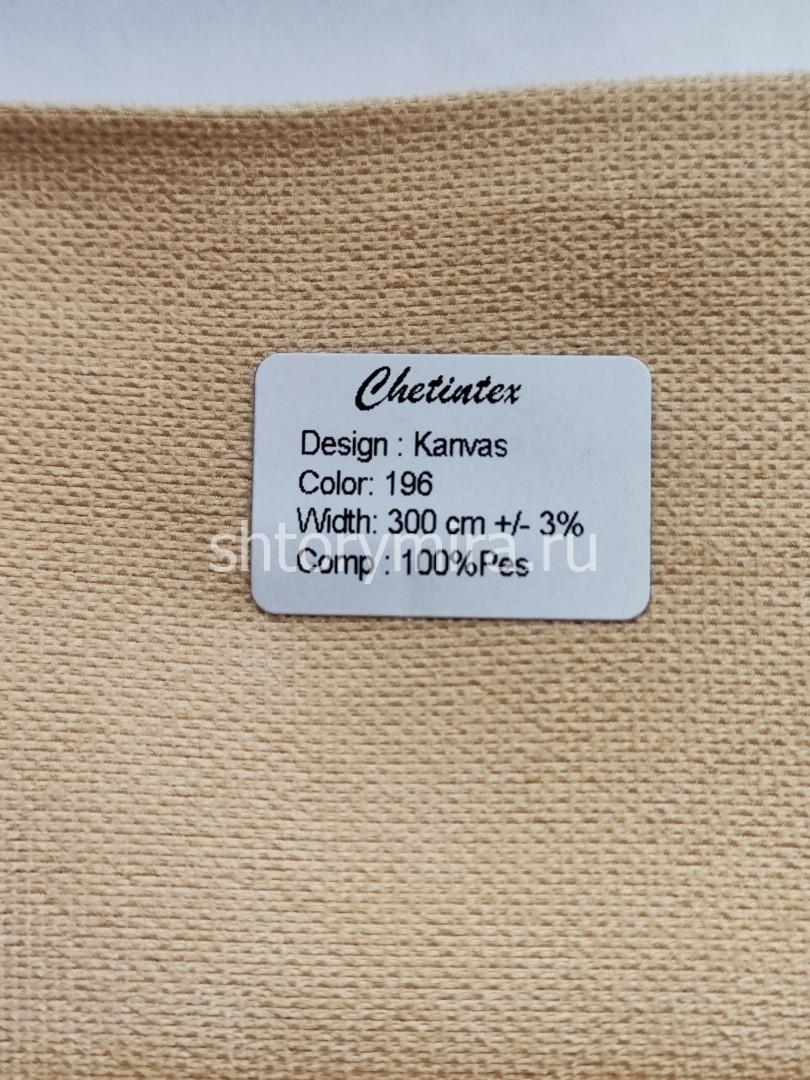 Chetintex
Design : Kanvas
Color: 196
Width: 300 cm +/- 3%
shtorymira.ru
Comp : 100%Pes